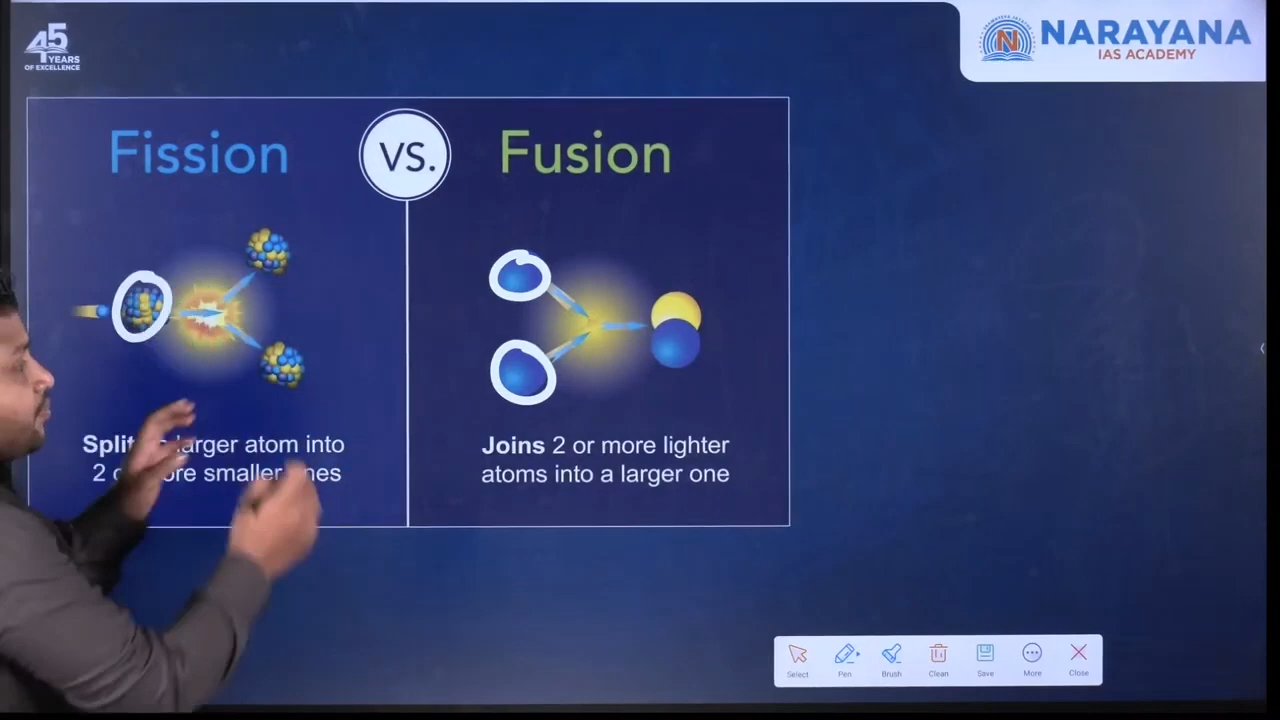 45
YEARS
OF EXCELLENCE
N
NARAYANA
IAS ACADEMY
Fission
VS.
Fusion
Split larger atom into
2 smaller
Joins 2 or more lighter
atoms into a larger one
Select
Pen
Brush
Clean
Save
More
Close